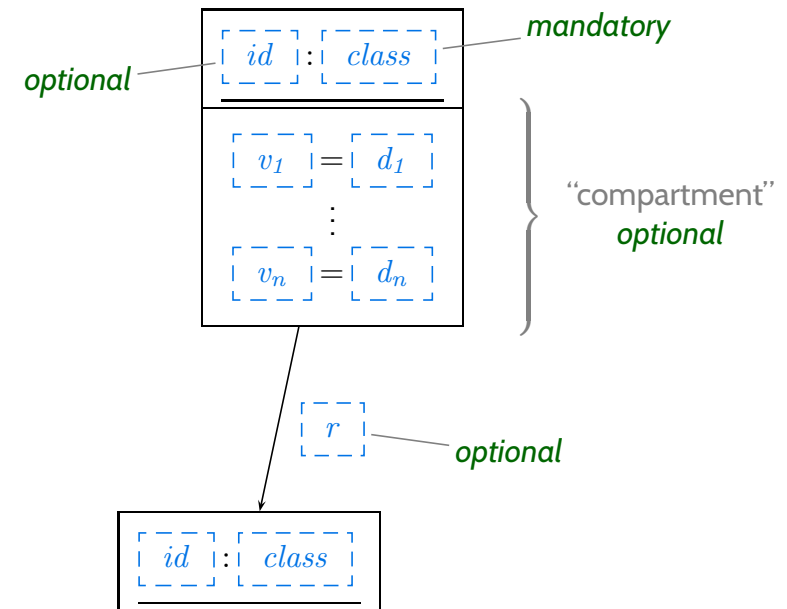 mandatory
optional
id : class
v₁ = d₁
⋮
vₙ = dₙ
“compartment”
optional
r
optional
id : class